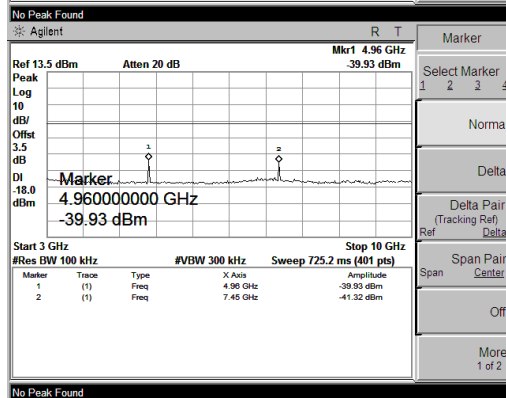 No Peak Found
Agilent R T
Mkr1 4.96 GHz
Ref 13.5 dBm Atten 20 dB -39.93 dBm
Peak
Log
10
dB/
Offst
3.5
dB
DI
-18.0
dBm
1
2
Marker
4.960000000 GHz
-39.93 dBm
Start 3 GHz Stop 10 GHz
#Res BW 100 kHz #VBW 300 kHz Sweep 725.2 ms (401 pts)
Marker Trace Type X Axis Amplitude
1 (1) Freq 4.96 GHz -39.93 dBm
2 (1) Freq 7.45 GHz -41.32 dBm
No Peak Found
Marker
Select Marker
1 2 3 4
Norma
Delta
Delta Pair
(Tracking Ref)
Ref Delta
Span Pair
Span Center
Off
More
1 of 2